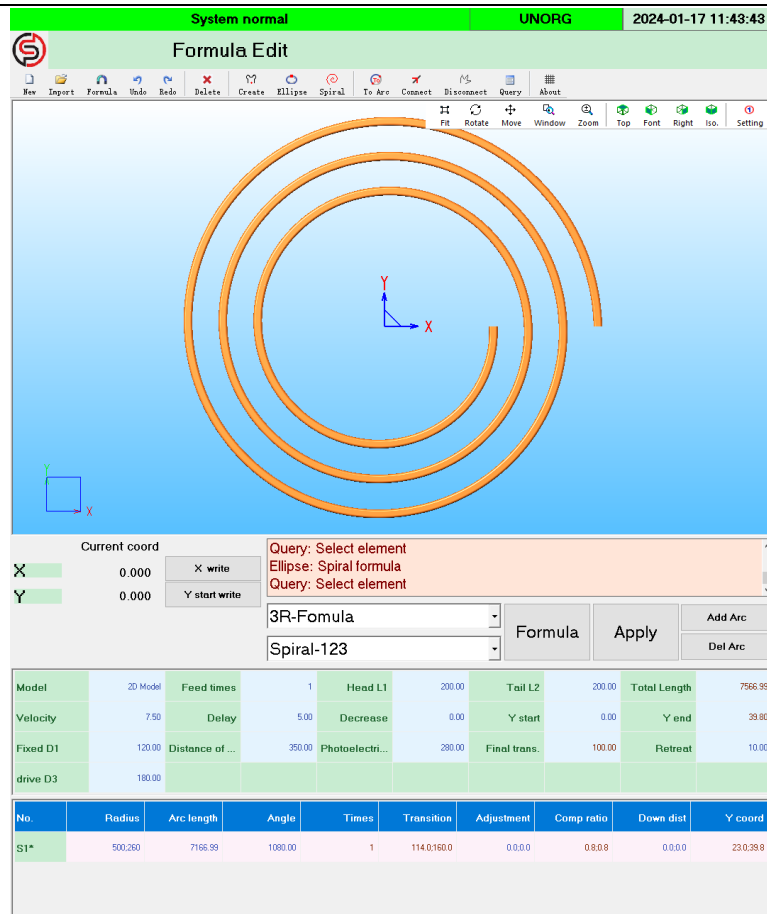 System normal UNORG 2024-01-17 11:43:43
Formula Edit
New Import Formula Undo Redo Delete Create Ellipse Spiral To Arc Connect Disconnect Query About
Fit Rotate Move Window Zoom Top Font Right Iso. Setting
Y
X
Y
X
Current coord
X 0.000 X write
Y 0.000 Y start write
Query: Select element
Ellipse: Spiral formula
Query: Select element
3R-Fomula
Spiral-123
Formula Apply Add Arc
Del Arc
Model 2D Model Feed times 1 Head L1 200.00 Tail L2 200.00 Total Length 7566.99
Velocity 7.50 Delay 5.00 Decrease 0.00 Y start 0.00 Y end 39.80
Fixed D1 120.00 Distance of ... 350.00 Photoelectri... 280.00 Final trans. 100.00 Retreat 10.00
drive D3 180.00
No. Radius Arc length Angle Times Transition Adjustment Comp ratio Down dist Y coord
S1* 500;260 7166.99 1080.00 1 114.0;160.0 0.0;0.0 0.8;0.8 0.0;0.0 23.0;39.8